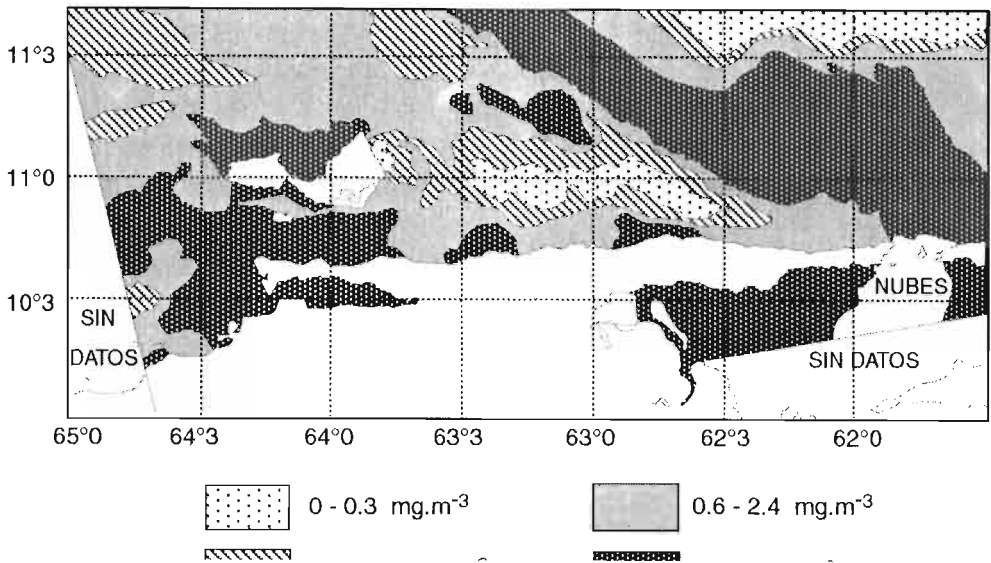 11°3
11°0
10°3
NUBES
SIN
DATOS
SIN DATOS
65°0 64°3 64°0 63°3 63°0 62°3 62°0
0 - 0.3 mg.m-3 0.6 - 2.4 mg.m-3